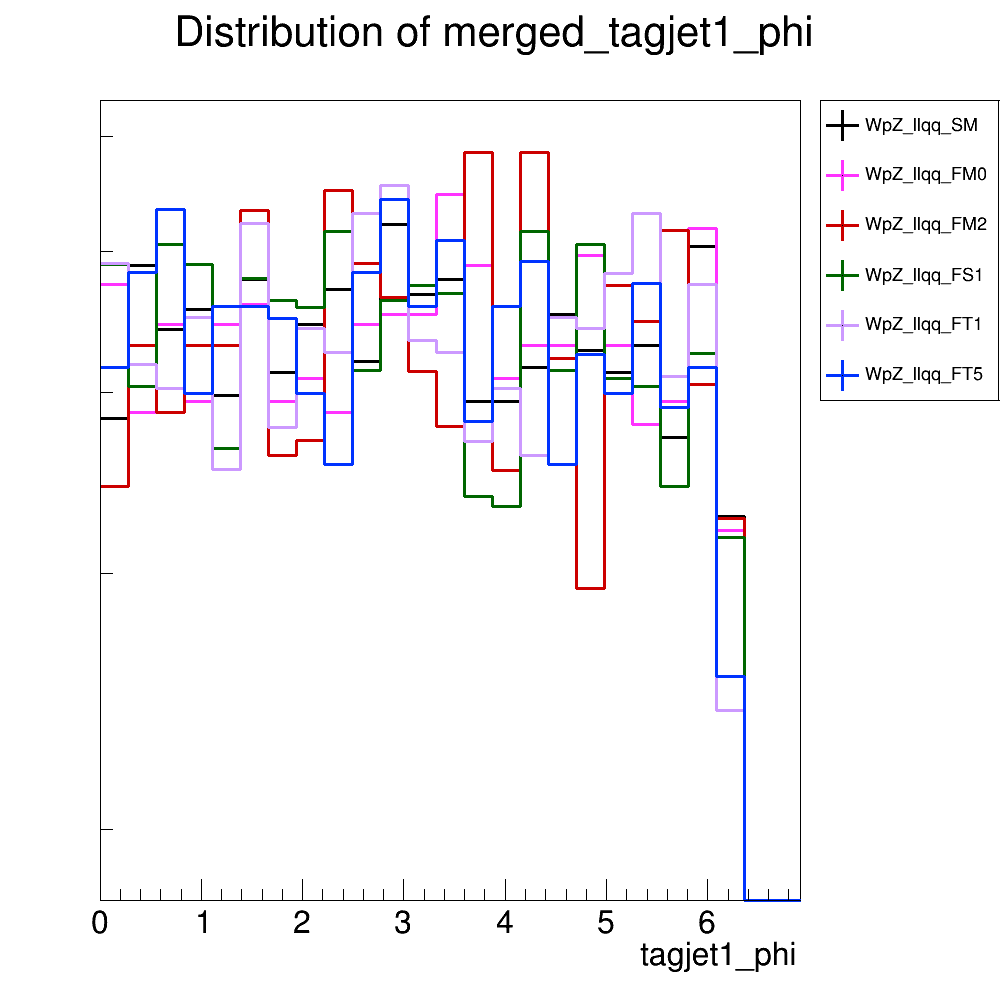 Distribution of merged_tagjet1_phi
WpZ_llqq_SM
WpZ_llqq_FM0
WpZ_llqq_FM2
WpZ_llqq_FS1
WpZ_llqq_FT1
WpZ_llqq_FT5
0 1 2 3 4 5 6
tagjet1_phi